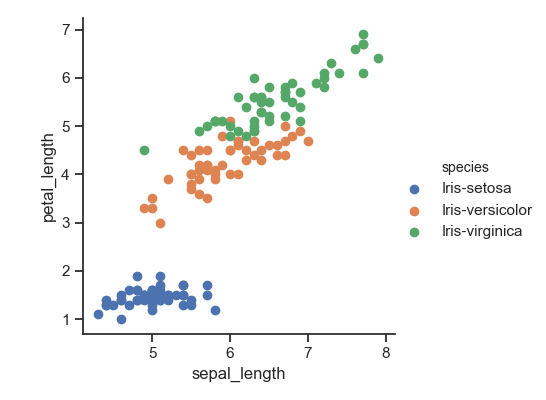 7
6
5
4
3
2
1
petal_length
5 6 7 8
sepal_length
species
Iris-setosa
Iris-versicolor
Iris-virginica